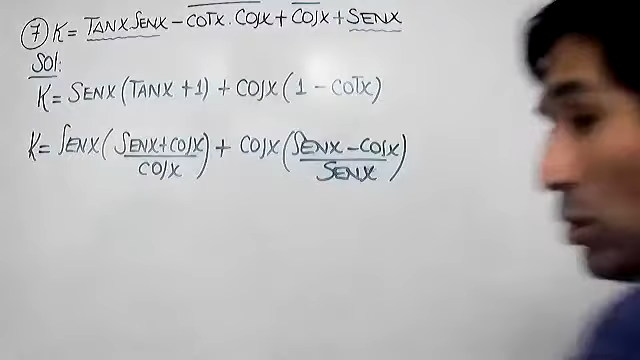 7 K = TANX.SENX - COTX.COSX + COSX + SENX
SOL:
K = SENX (TANX + 1) + COSX (1 - COTX)
K = SENX (SENX + COSX / COSX) + COSX (SENX - COSX / SENX)